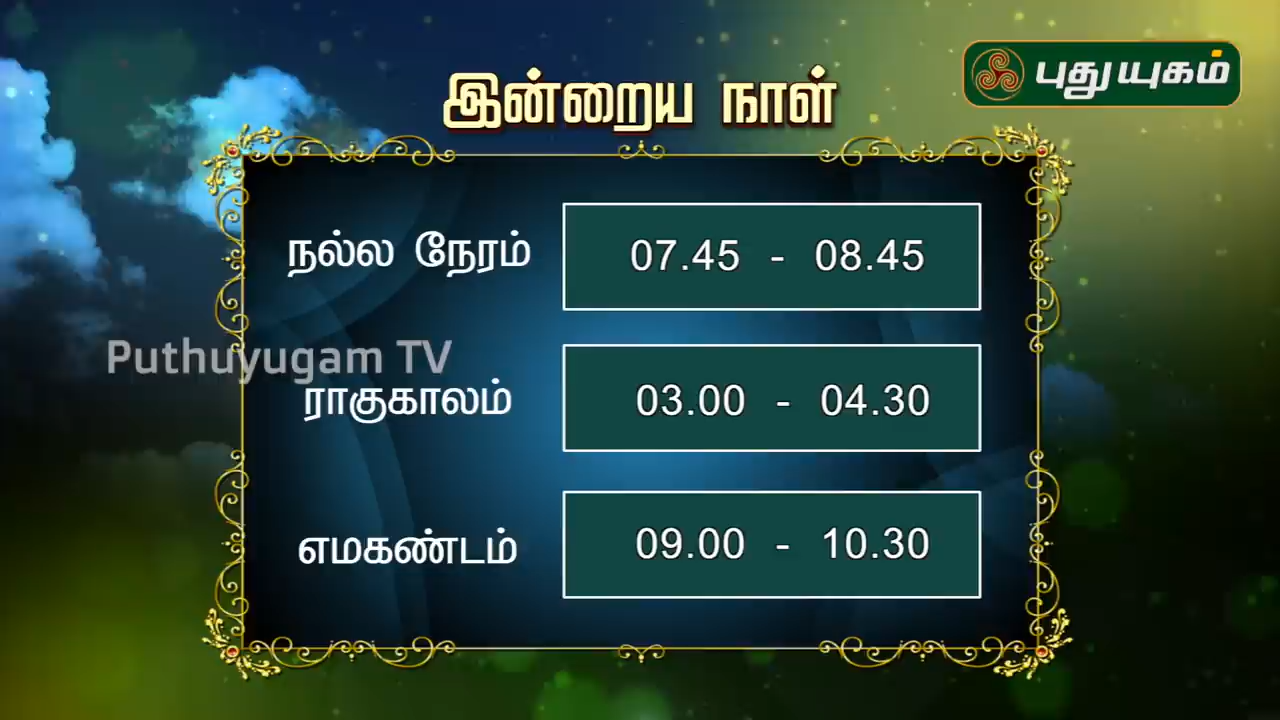 இன்றைய நாள்
புதுயுகம்
நல்ல நேரம் 07.45 - 08.45
Puthuyugam TV
ராகுகாலம் 03.00 - 04.30
எமகண்டம் 09.00 - 10.30